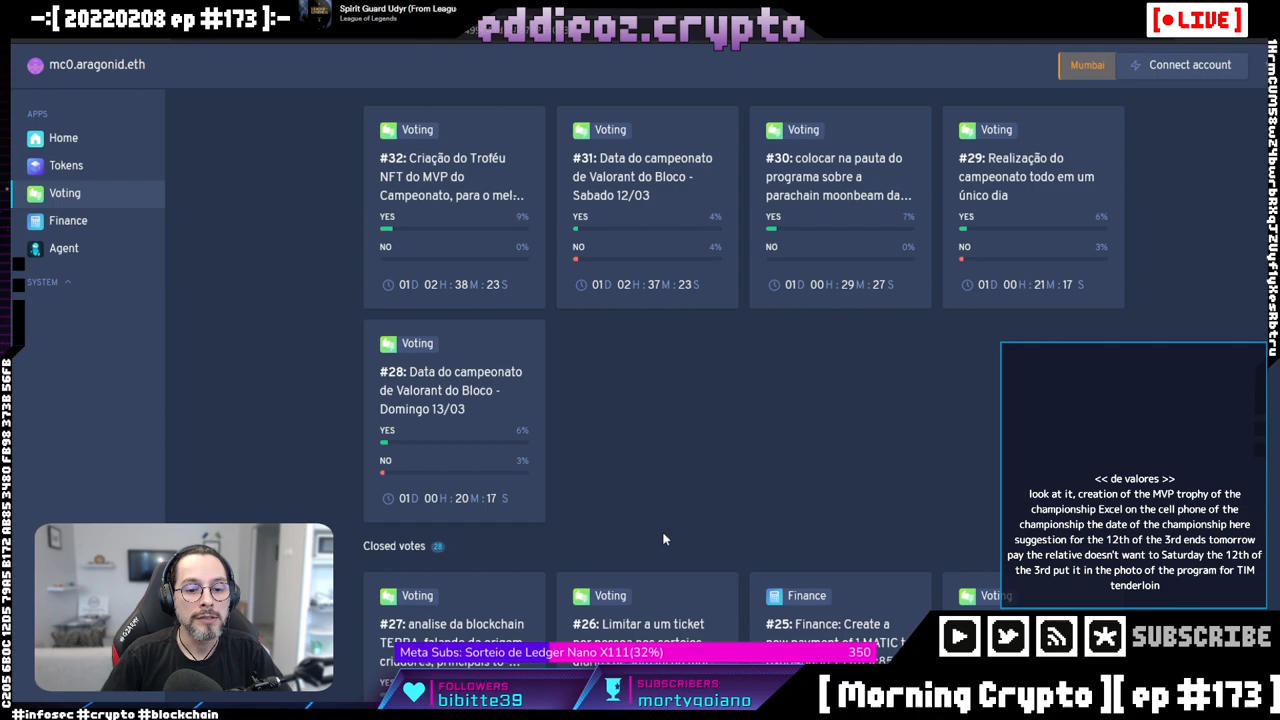 -:[ 20220208 ep #173 ]:-
Spirit Guard Udyr (From Leagu
League of Legends
eddieoz.crypto
[● LIVE]
mc0.aragonid.eth
Mumbai
Connect account
APPS
Home
Tokens
Voting
Finance
Agent
SYSTEM
Voting
#32: Criação do Troféu
NFT do MVP do
Campeonato, para o mel...
YES 9%
NO 0%
01D 02H : 38M : 23S
Voting
#31: Data do campeonato
de Valorant do Bloco -
Sabado 12/03
YES 4%
NO 4%
01D 02H : 37M : 23S
Voting
#30: colocar na pauta do
programa sobre a
parachain moonbeam da...
YES 7%
NO 0%
01D 00H : 29M : 27S
Voting
#29: Realização do
campeonato todo em um
único dia
YES 6%
NO 3%
01D 00H : 21M : 17S
Voting
#28: Data do campeonato
de Valorant do Bloco -
Domingo 13/03
YES 6%
NO 3%
01D 00H : 20M : 17S
Closed votes 28
Voting
#27: analise da blockchain
TERRA, falando da origem
Voting
#26: Limitar a um ticket
Finance
#25: Finance: Create a
Voting
<< de valores >>
look at it, creation of the MVP trophy of the
championship Excel on the cell phone of the
championship the date of the championship here
suggestion for the 12th of the 3rd ends tomorrow
pay the relative doesn't want to Saturday the 12th of
the 3rd put it in the photo of the program for TIM
tenderloin
Meta Subs: Sorteio de Ledger Nano X111(32%) 350
FOLLOWERS
bibitte39
SUBSCRIBERS
mortygoiano
SUBSCRIBE
[ Morning Crypto ][ ep #173 ]
#infosec #crypto #blockchain